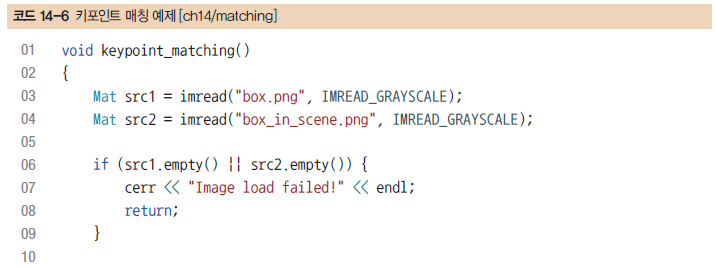 코드 14-6 키포인트 매칭 예제 [ch14/matching]
01 void keypoint_matching()
02 {
03     Mat src1 = imread("box.png", IMREAD_GRAYSCALE);
04     Mat src2 = imread("box_in_scene.png", IMREAD_GRAYSCALE);
05
06     if (src1.empty() || src2.empty()) {
07         cerr << "Image load failed!" << endl;
08         return;
09     }
10